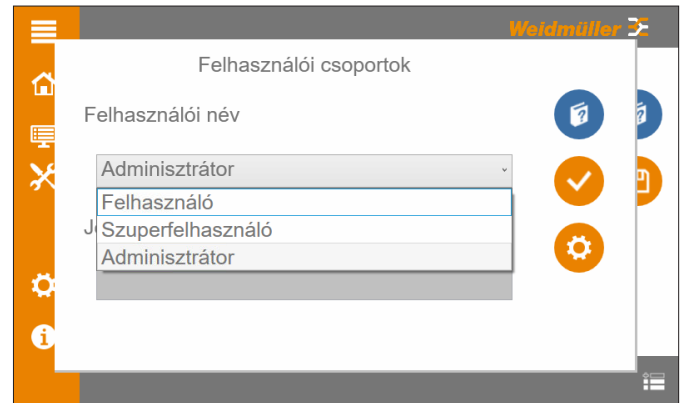 Weidmüller
Felhasználói csoportok
Felhasználói név
Adminisztrátor
Felhasználó
Szuperfelhasználó
Adminisztrátor